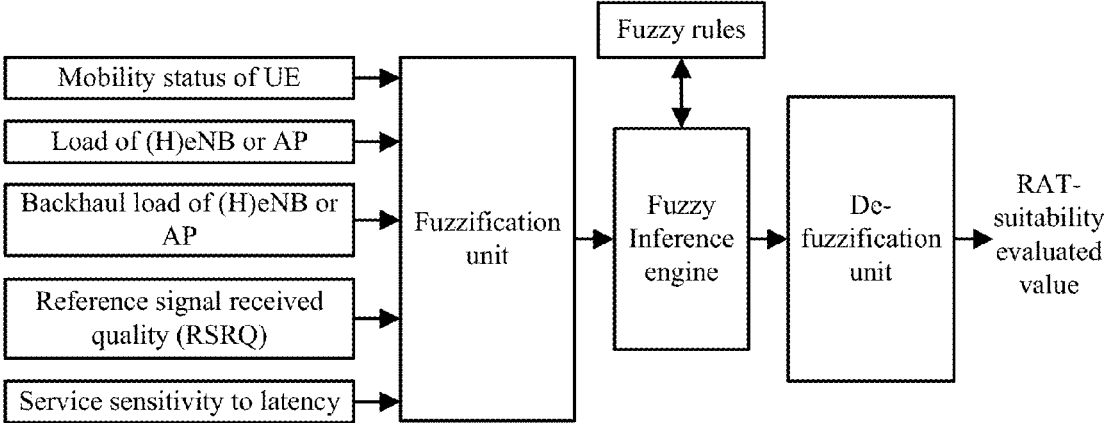 Fuzzy rules
Mobility status of UE
Load of (H)eNB or AP
Backhaul load of (H)eNB or
AP
Reference signal received
quality (RSRQ)
Service sensitivity to latency
Fuzzification
unit
Fuzzy
Inference
engine
De-
fuzzification
unit
RAT-
suitability
evaluated
value